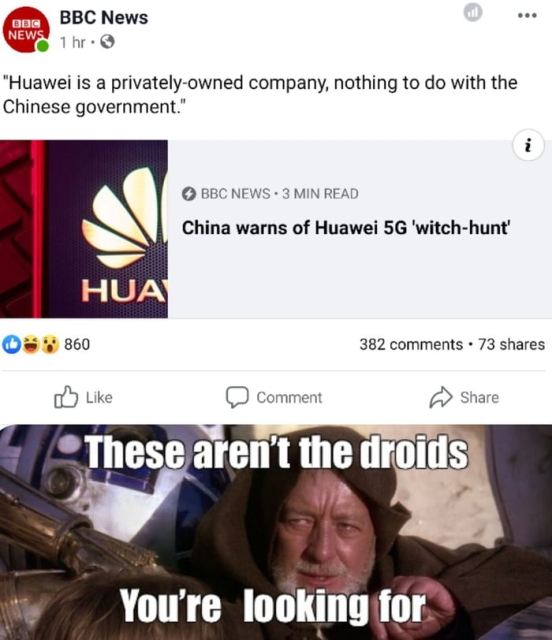 BBC
NEWS
BBC News
1 hr ·
"Huawei is a privately-owned company, nothing to do with the
Chinese government."
i
HUAW
BBC NEWS • 3 MIN READ
China warns of Huawei 5G 'witch-hunt'
860
382 comments • 73 shares
Like
Comment
Share
These aren't the droids
You're looking for